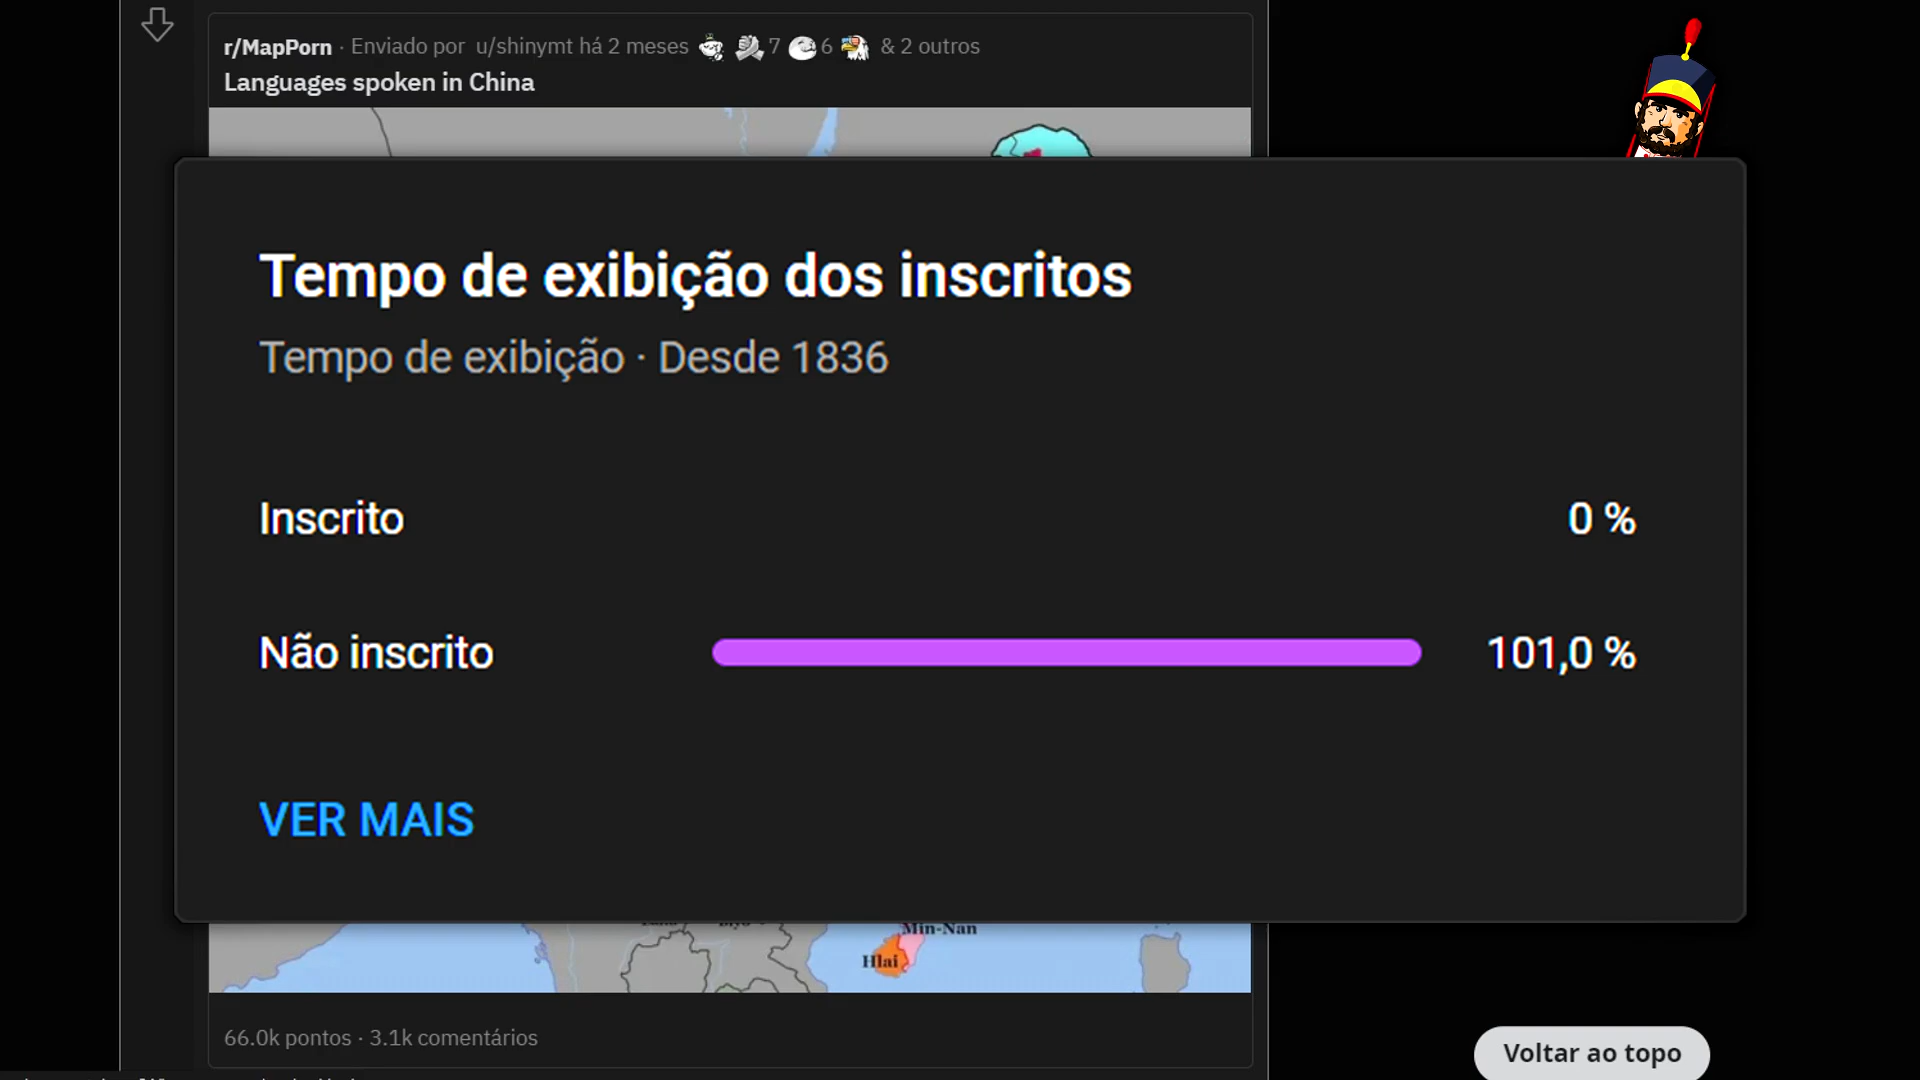 r/MapPorn · Enviado por u/shinymt há 2 meses 7 6 & 2 outros
Languages spoken in China
Tempo de exibição dos inscritos
Tempo de exibição · Desde 1836
Inscrito 0 %
Não inscrito 101,0 %
VER MAIS
Min-Nan
Hlai
66.0k pontos · 3.1k comentários
Voltar ao topo